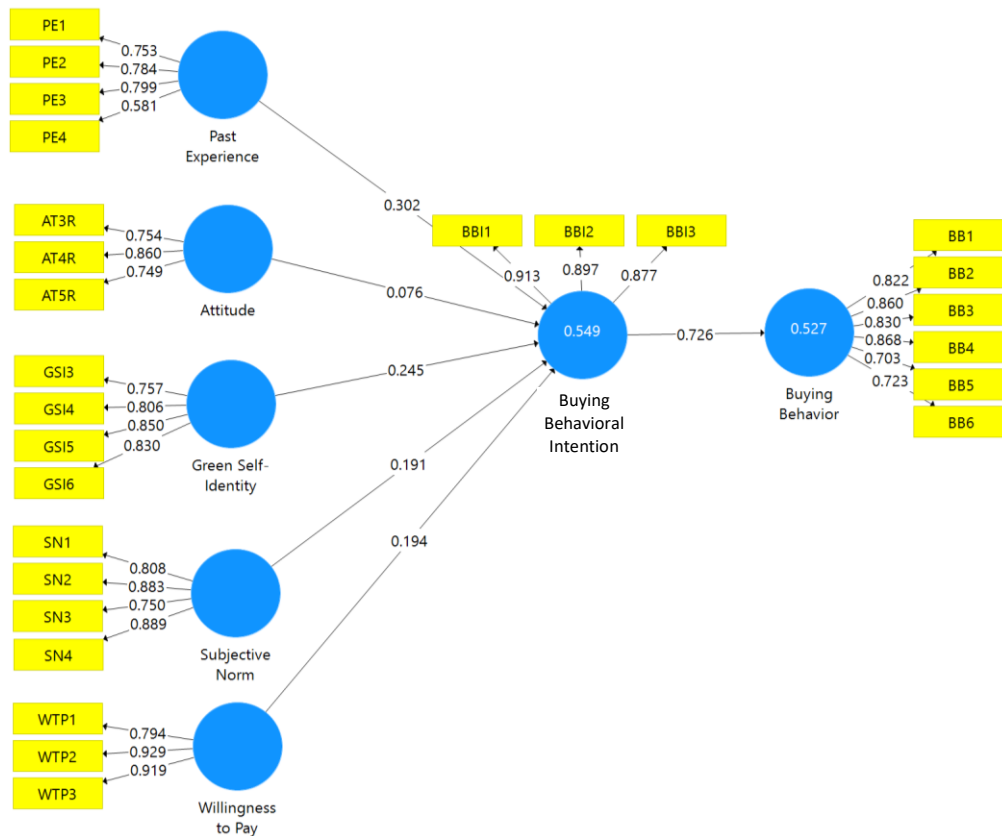 PE1
PE2
PE3
PE4
0.753
0.784
0.799
0.581
Past
Experience
0.302
AT3R
AT4R
AT5R
0.754
0.860
0.749
Attitude
0.076
GSI3
GSI4
GSI5
GSI6
0.757
0.806
0.850
0.830
Green Self-
Identity
0.245
SN1
SN2
SN3
SN4
0.808
0.883
0.750
0.889
Subjective
Norm
0.191
WTP1
WTP2
WTP3
0.794
0.929
0.919
Willingness
to Pay
0.194
BBI1
BBI2
BBI3
0.913
0.897
0.877
0.549
Buying
Behavioral
Intention
0.726
0.527
Buying
Behavior
0.822
0.860
0.830
0.868
0.703
0.723
BB1
BB2
BB3
BB4
BB5
BB6